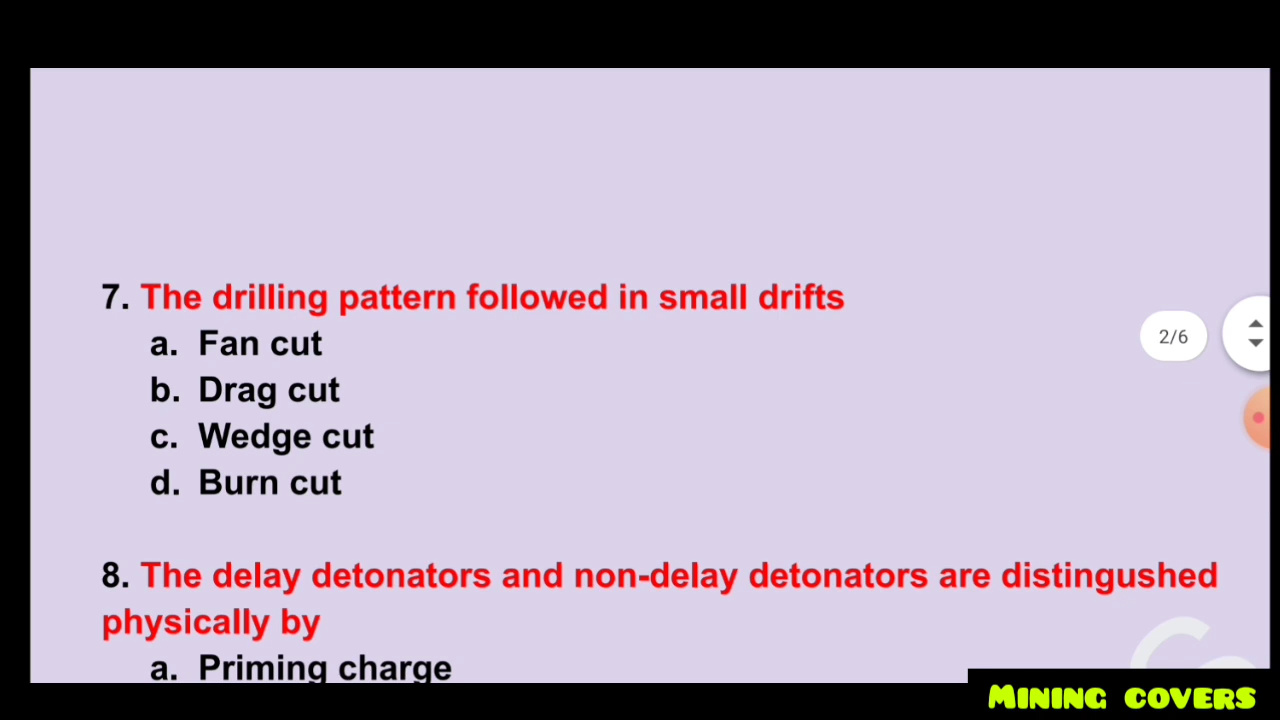 7. The drilling pattern followed in small drifts
a. Fan cut
b. Drag cut
c. Wedge cut
d. Burn cut
2/6
8. The delay detonators and non-delay detonators are distingushed
physically by
a. Priming charge
Mining covers